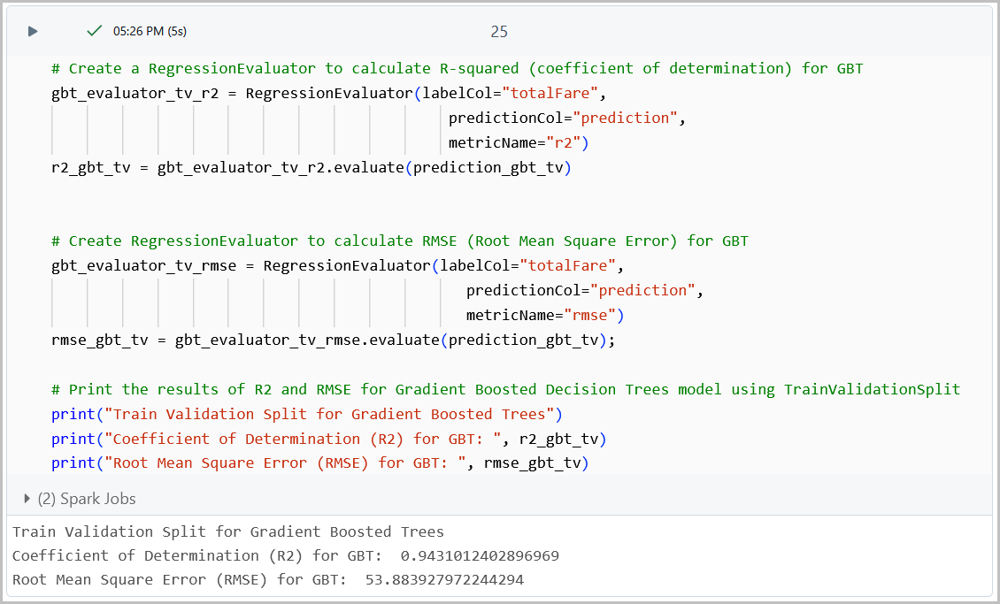 05:26 PM (5s) 25
# Create a RegressionEvaluator to calculate R-squared (coefficient of determination) for GBT
gbt_evaluator_tv_r2 = RegressionEvaluator(labelCol="totalFare",
predictionCol="prediction",
metricName="r2")
r2_gbt_tv = gbt_evaluator_tv_r2.evaluate(prediction_gbt_tv)
# Create RegressionEvaluator to calculate RMSE (Root Mean Square Error) for GBT
gbt_evaluator_tv_rmse = RegressionEvaluator(labelCol="totalFare",
predictionCol="prediction",
metricName="rmse")
rmse_gbt_tv = gbt_evaluator_tv_rmse.evaluate(prediction_gbt_tv);
# Print the results of R2 and RMSE for Gradient Boosted Decision Trees model using TrainValidationSplit
print("Train Validation Split for Gradient Boosted Trees")
print("Coefficient of Determination (R2) for GBT: ", r2_gbt_tv)
print("Root Mean Square Error (RMSE) for GBT: ", rmse_gbt_tv)
(2) Spark Jobs
Train Validation Split for Gradient Boosted Trees
Coefficient of Determination (R2) for GBT:  0.9431012402896969
Root Mean Square Error (RMSE) for GBT:  53.883927972244294